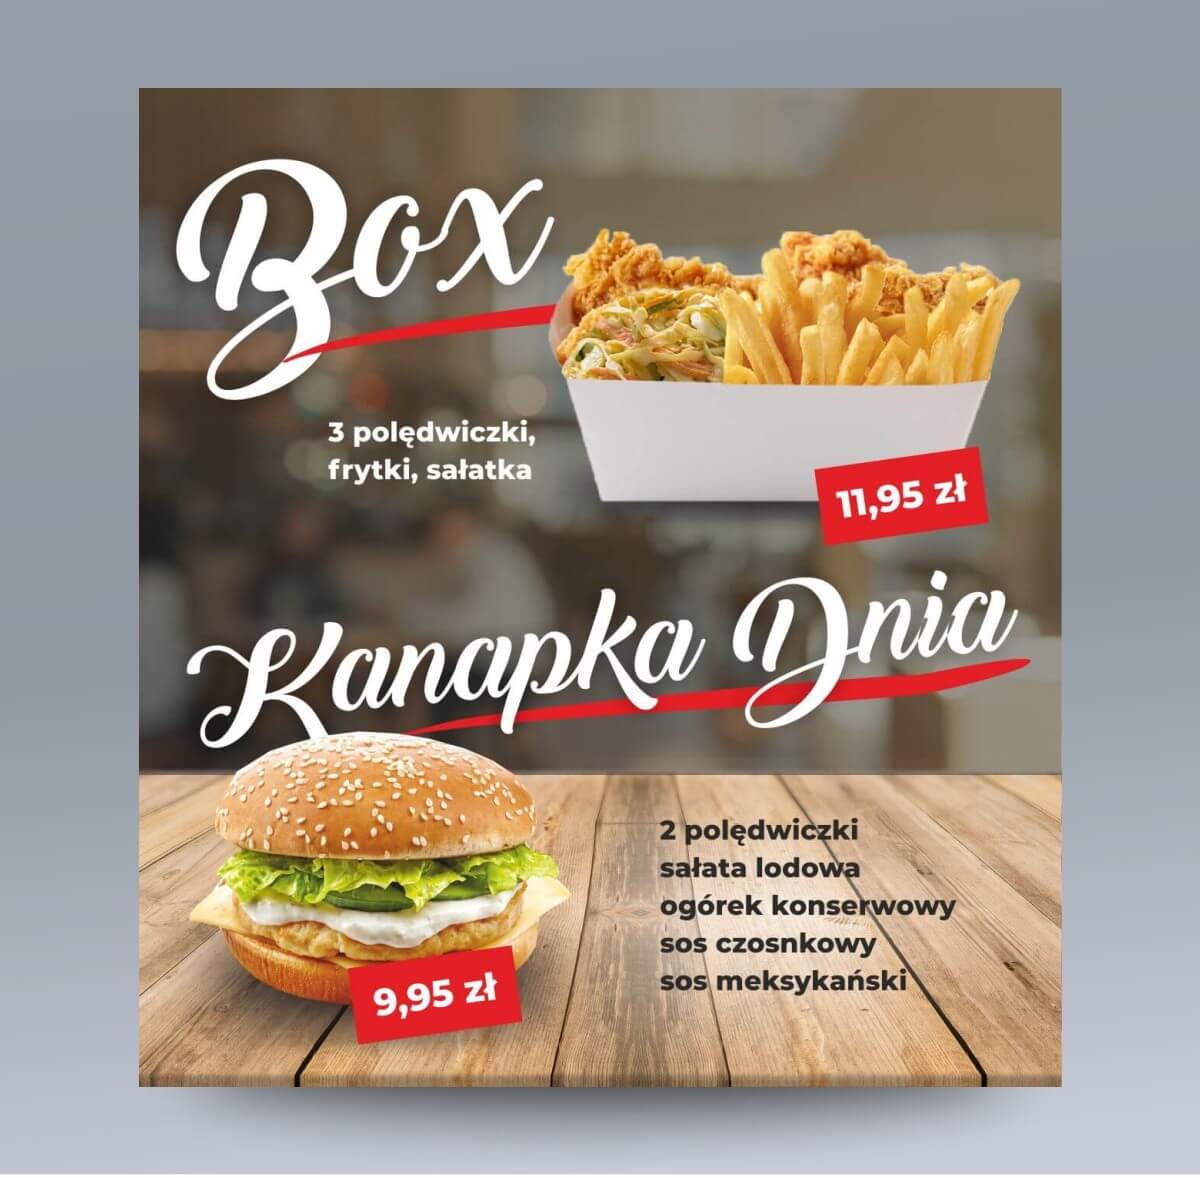 Box
3 polędwiczki,
frytki, sałatka
11,95 zł
Kanapka Dnia
2 polędwiczki
sałata lodowa
ogórek konserwowy
sos czosnkowy
sos meksykański
9,95 zł